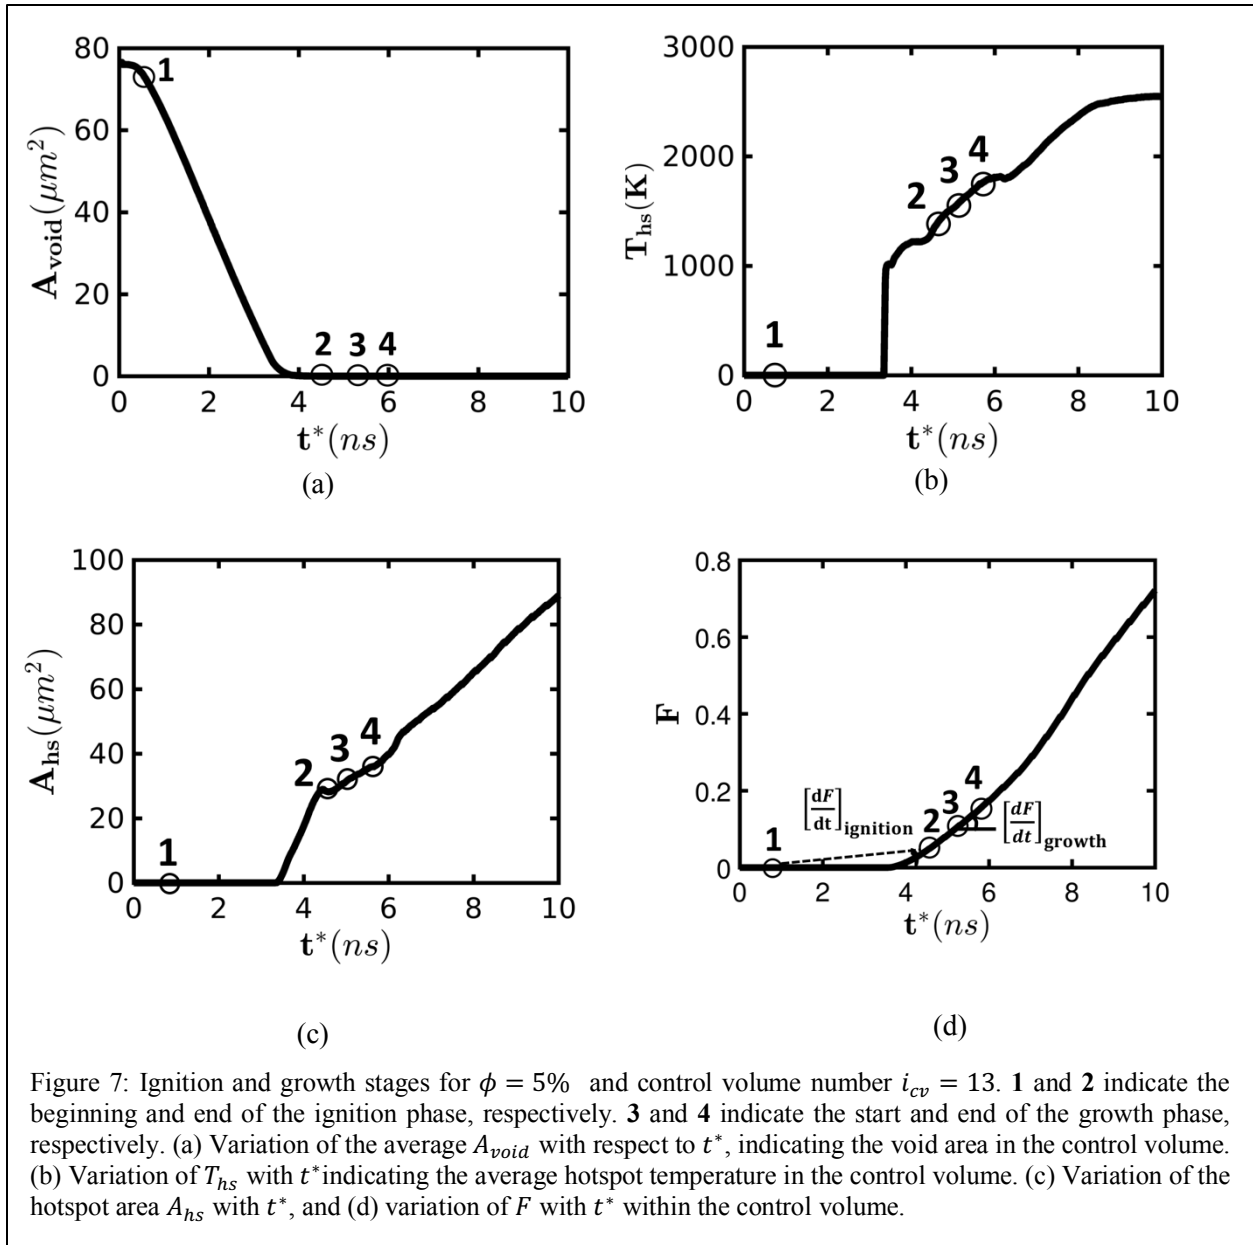 80
60
40
20
0
A_void(μm²)
1
2 3 4
0 2 4 6 8 10
t*(ns)
(a)
3000
2000
1000
0
T_hs(K)
1
2
3
4
0 2 4 6 8 10
t*(ns)
(b)
100
80
60
40
20
0
A_hs(μm²)
1
2
3
4
0 2 4 6 8 10
t*(ns)
(c)
0.8
0.6
0.4
0.2
0
F
1
2
3
4
[dF/dt]_ignition
[dF/dt]_growth
0 2 4 6 8 10
t*(ns)
(d)
Figure 7: Ignition and growth stages for ϕ = 5% and control volume number i_cv = 13. 1 and 2 indicate the
beginning and end of the ignition phase, respectively. 3 and 4 indicate the start and end of the growth phase,
respectively. (a) Variation of the average A_void with respect to t*, indicating the void area in the control volume.
(b) Variation of T_hs with t*indicating the average hotspot temperature in the control volume. (c) Variation of the
hotspot area A_hs with t*, and (d) variation of F with t* within the control volume.